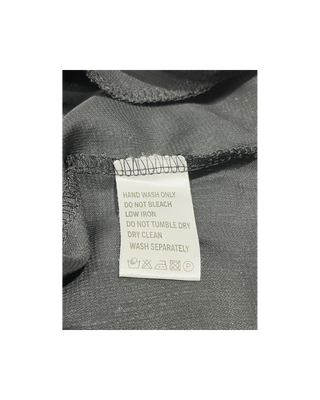 HAND WASH ONLY
DO NOT BLEACH
LOW IRON
DO NOT TUMBLE DRY
DRY CLEAN
WASH SEPARATELY
P